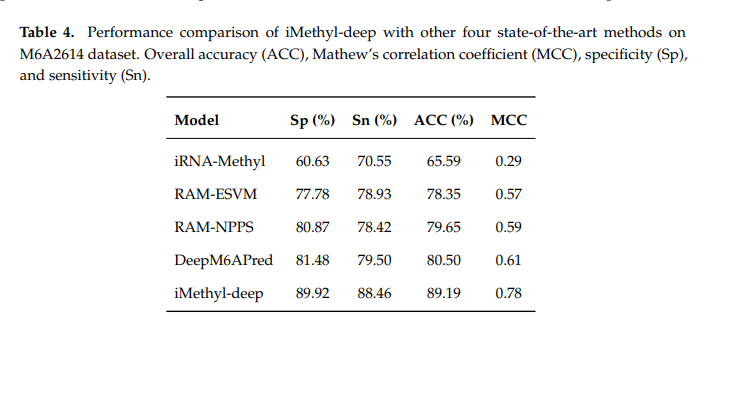 Table 4. Performance comparison of iMethyl-deep with other four state-of-the-art methods on
M6A2614 dataset. Overall accuracy (ACC), Mathew's correlation coefficient (MCC), specificity (Sp),
and sensitivity (Sn).
Model Sp (%) Sn (%) ACC (%) MCC
iRNA-Methyl 60.63 70.55 65.59 0.29
RAM-ESVM 77.78 78.93 78.35 0.57
RAM-NPPS 80.87 78.42 79.65 0.59
DeepM6APred 81.48 79.50 80.50 0.61
iMethyl-deep 89.92 88.46 89.19 0.78